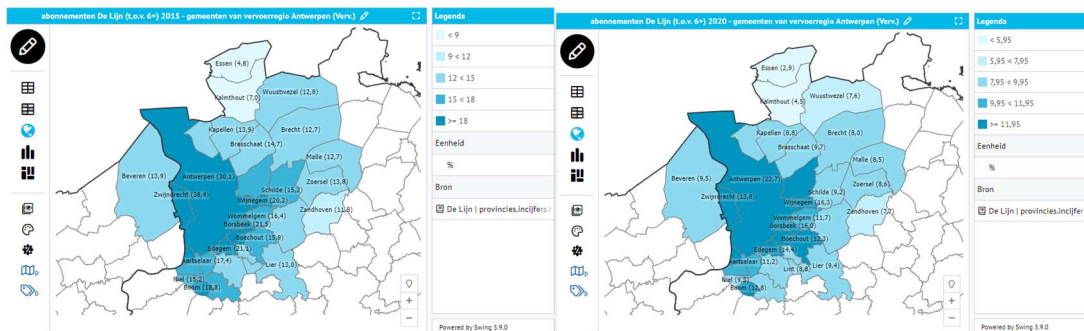 abonnementen De Lijn (t.o.v. 6+) 2015 - gemeenten van vervoerregio Antwerpen (Verv.)
Essen (4,8)
Kalmthout (7,0)
Wuustwezel (12,8)
Kapellen (13,9)
Brecht (12,7)
Brasschaat (14,7)
Malle (12,7)
Beveren (13,9)
Antwerpen (30,1)
Schilde (15,2)
Zoersel (13,8)
Zwijndrecht (38,4)
Wijnegem (20,2)
Zandhoven (11,8)
Wommelgem (16,4)
Borsbeek (21,5)
Boechout (15,9)
Edegem (21,1)
Aartselaar (17,4)
Lier (13,0)
Niel (15,2)
Boom (18,8)
Legenda
< 9
9 < 12
12 < 15
15 < 18
>= 18
Eenheid
%
Bron
De Lijn | provincies.incijfers.
Powered by Swing 5.9.0
abonnementen De Lijn (t.o.v. 6+) 2020 - gemeenten van vervoerregio Antwerpen (Verv.)
Essen (2,9)
Kalmthout (4,5)
Wuustwezel (7,6)
Kapellen (8,8)
Brecht (8,0)
Brasschaat (9,7)
Malle (8,5)
Beveren (9,5)
Antwerpen (22,7)
Schilde (9,2)
Zoersel (8,6)
Zwijndrecht (13,8)
Wijnegem (16,3)
Zandhoven (7,7)
Wommelgem (11,7)
Borsbeek (16,0)
Boechout (12,3)
Edegem (14,4)
Aartselaar (11,2)
Lint (8,8)
Lier (9,4)
Niel (9,3)
Boom (12,8)
Legenda
< 5,95
5,95 < 7,95
7,95 < 9,95
9,95 < 11,95
>= 11,95
Eenheid
%
Bron
De Lijn | provincies.incijfers.
Powered by Swing 5.9.0